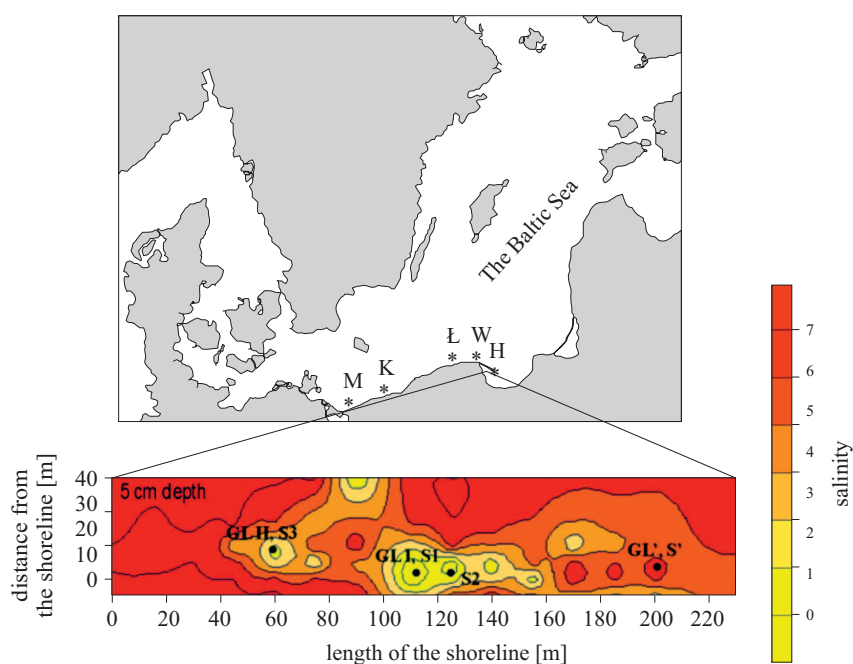 The Baltic Sea
Ł
W
H
K
M
7
6
5
4
3
2
1
0
salinity
40
30
20
10
0
distance from
the shoreline [m]
5 cm depth
GL II, S3
GL I, S1
S2
GL', S'
0 20 40 60 80 100 120 140 160 180 200 220
length of the shoreline [m]